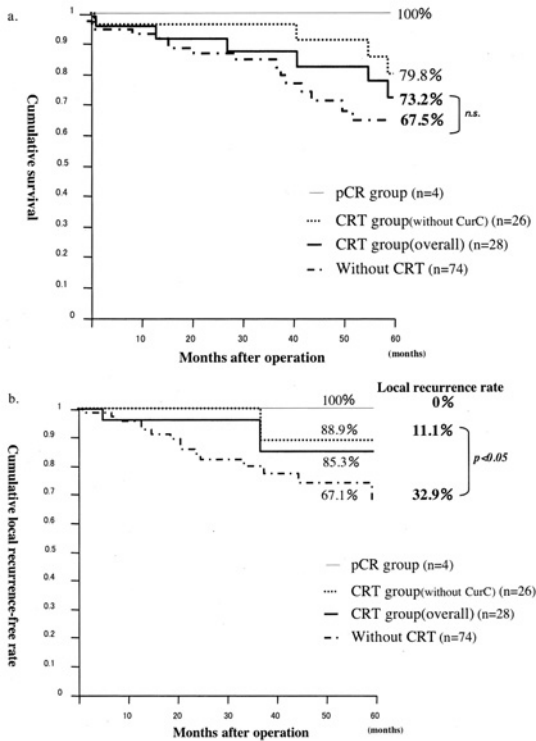 a.
100%
79.8%
73.2%
67.5%
n.s.
Cumulative survival
1
0.9
0.8
0.7
0.6
0.5
0.4
0.3
0.2
0.1
0
pCR group (n=4)
CRT group(without CurC) (n=26)
CRT group(overall) (n=28)
Without CRT (n=74)
10 20 30 40 50 60
Months after operation (months)
b.
Local recurrence rate
100% 0%
88.9% 11.1%
85.3%
67.1% 32.9%
p<0.05
Cumulative local recurrence-free rate
1
0.9
0.8
0.7
0.6
0.5
0.4
0.3
0.2
0.1
0
pCR group (n=4)
CRT group(without CurC) (n=26)
CRT group(overall) (n=28)
Without CRT (n=74)
10 20 30 40 50 60
Months after operation (months)